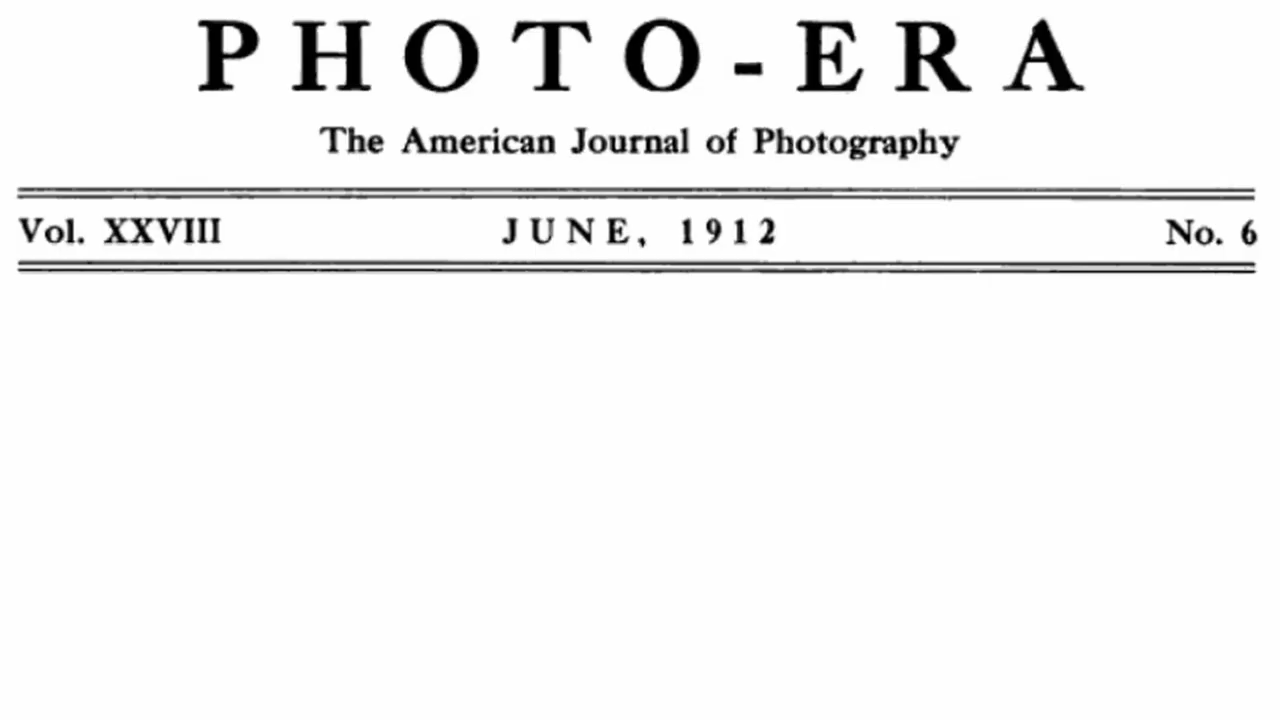 PHOTO-ERA
The American Journal of Photography
Vol. XXVIII JUNE, 1912 No. 6